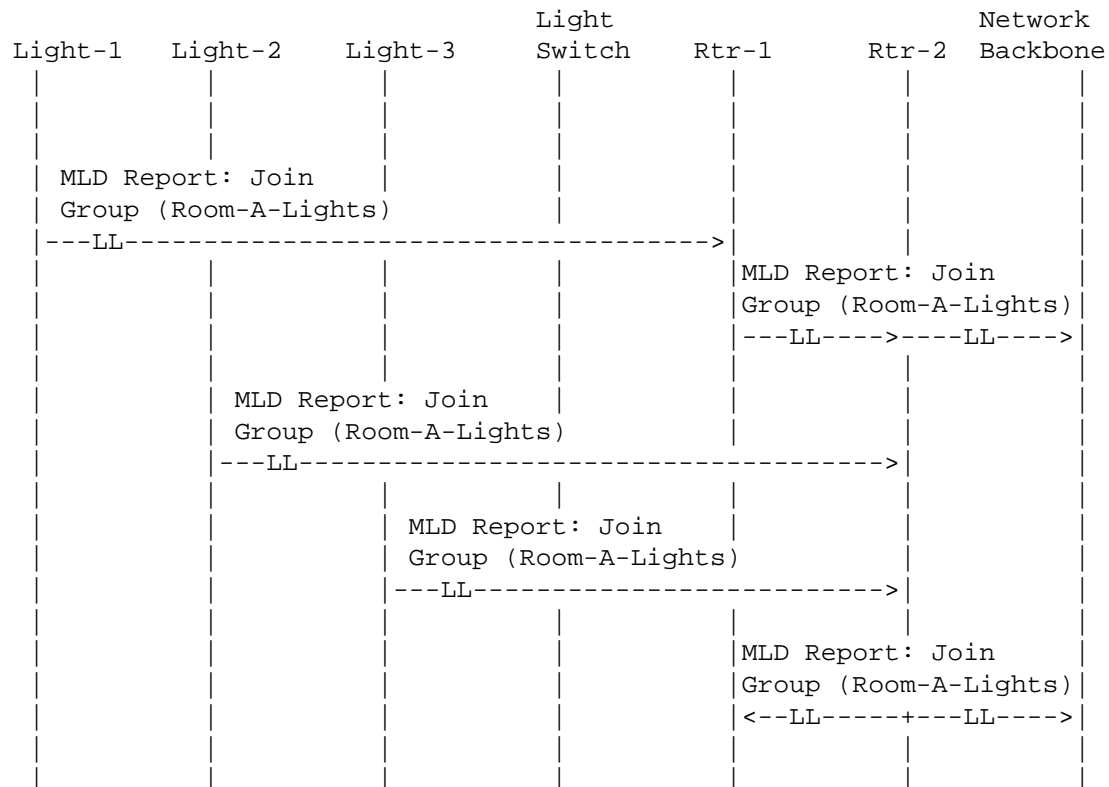 Light Network
Light-1 Light-2 Light-3 Switch Rtr-1 Rtr-2 Backbone
MLD Report: Join
Group (Room-A-Lights)
---LL------------------------------------->
MLD Report: Join
Group (Room-A-Lights)
---LL---->----LL---->
MLD Report: Join
Group (Room-A-Lights)
---LL------------------------------------->
MLD Report: Join
Group (Room-A-Lights)
---LL-------------------------->
MLD Report: Join
Group (Room-A-Lights)
<--LL-----+---LL---->